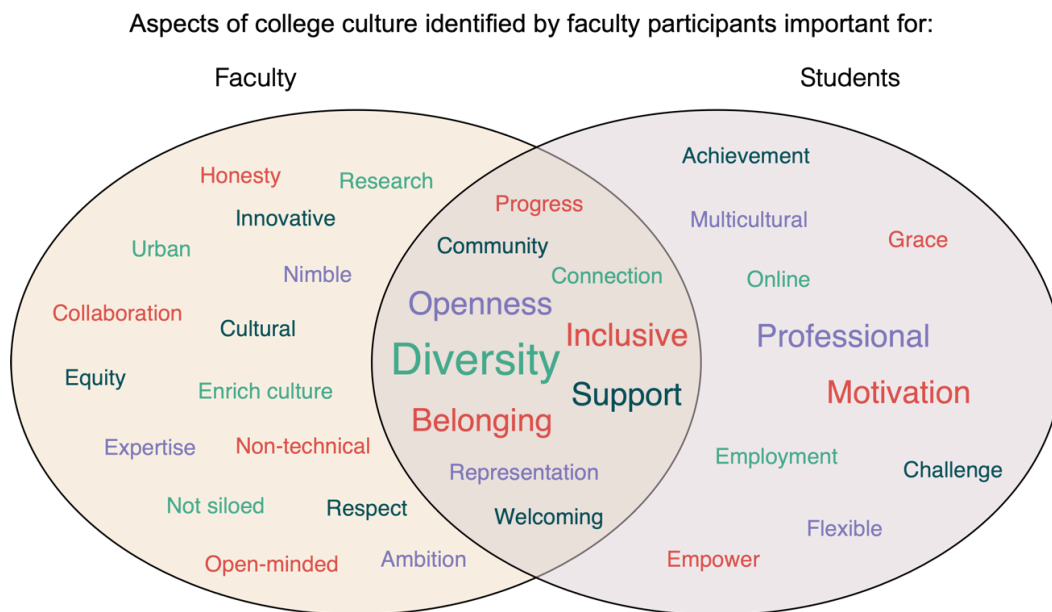 Aspects of college culture identified by faculty participants important for:
Faculty
Students
Honesty
Research
Innovative
Urban
Nimble
Collaboration
Cultural
Equity
Enrich culture
Expertise
Non-technical
Not siloed
Respect
Open-minded
Ambition
Progress
Community
Connection
Openness
Inclusive
Diversity
Support
Belonging
Representation
Welcoming
Achievement
Multicultural
Grace
Online
Professional
Motivation
Employment
Challenge
Flexible
Empower